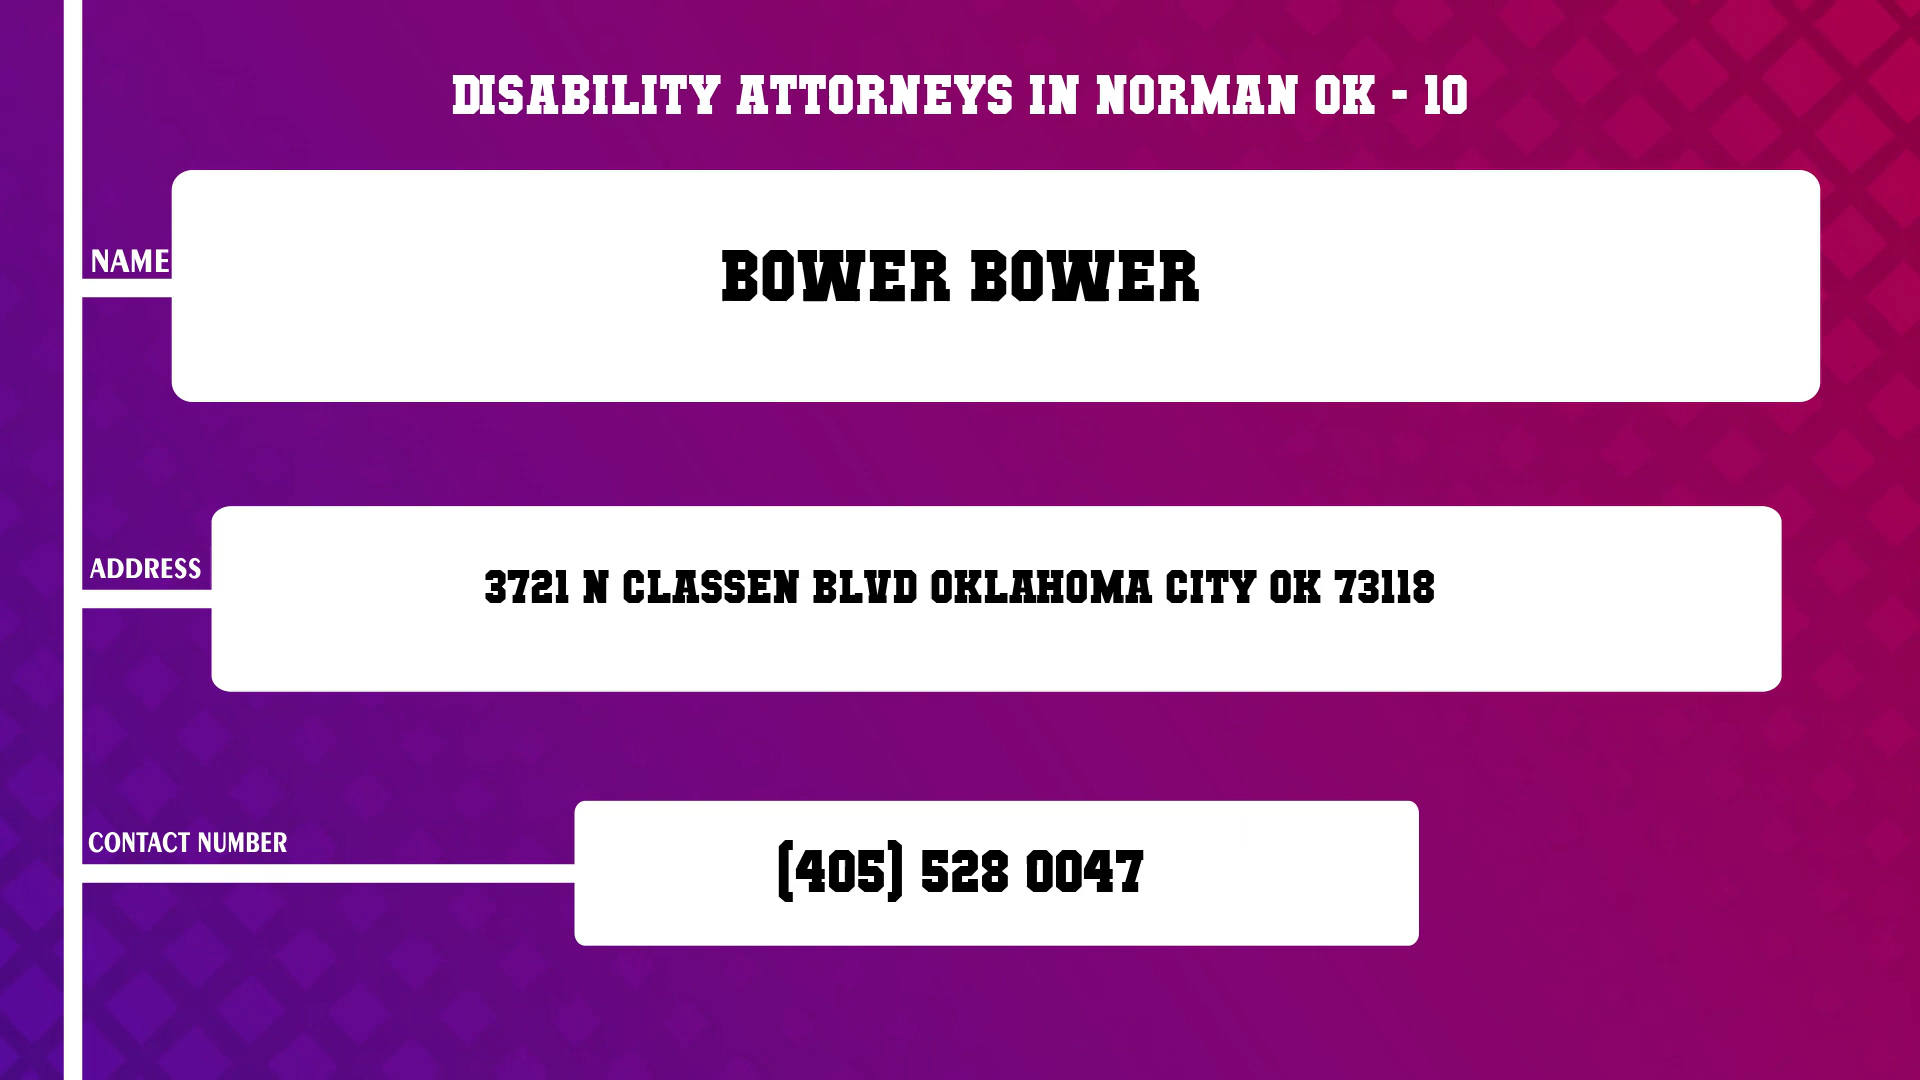 DISABILITY ATTORNEYS IN NORMAN OK - 10
NAME
BOWER BOWER
ADDRESS
3721 N CLASSEN BLVD OKLAHOMA CITY OK 73118
CONTACT NUMBER
(405) 528 0047